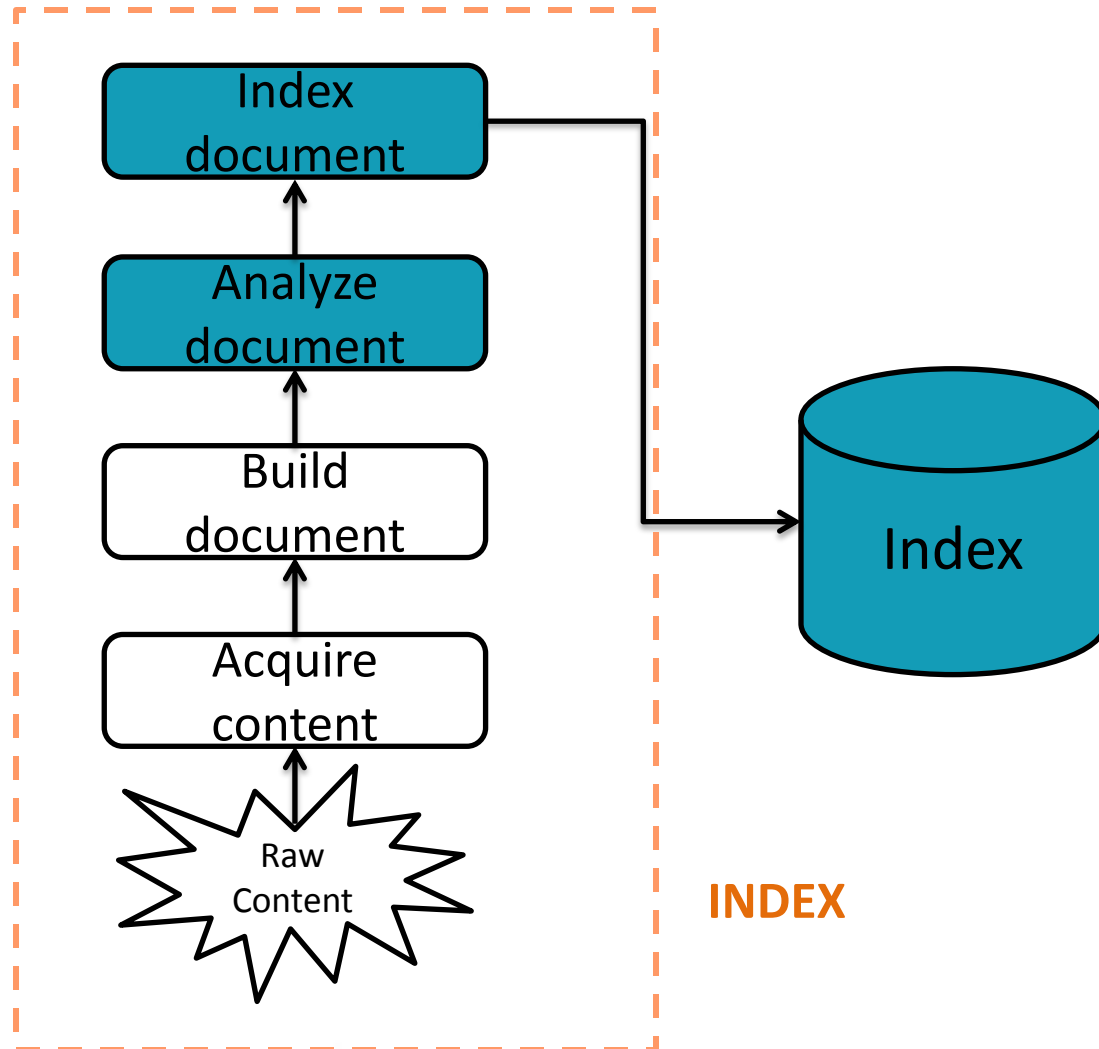 Index
document
Analyze
document
Build
document
Acquire
content
Raw
Content
Index
INDEX